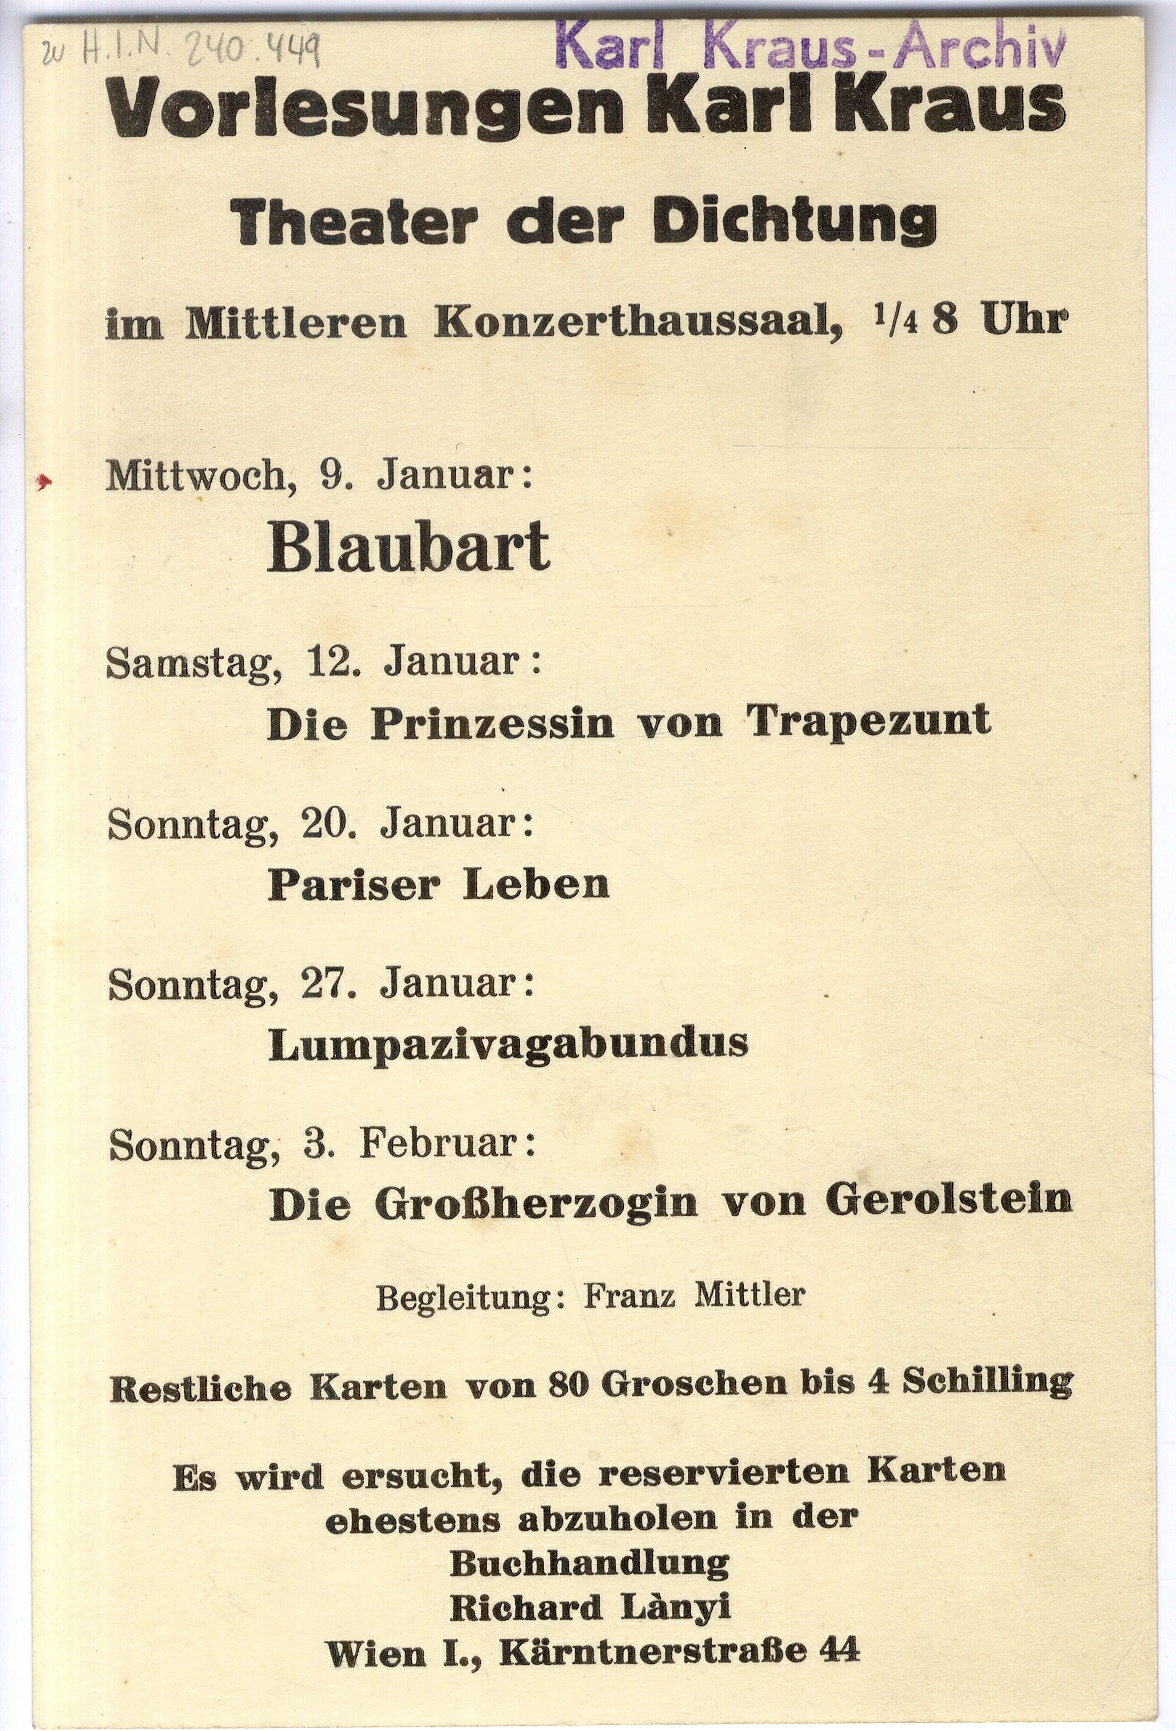 zu H.I.N. 240.449
Karl Kraus-Archiv
Vorlesungen Karl Kraus
Theater der Dichtung
im Mittleren Konzerthaussaal, 1/4 8 Uhr
Mittwoch, 9. Januar:
Blaubart
Samstag, 12. Januar:
Die Prinzessin von Trapezunt
Sonntag, 20. Januar:
Pariser Leben
Sonntag, 27. Januar:
Lumpazivagabundus
Sonntag, 3. Februar:
Die Großherzogin von Gerolstein
Begleitung: Franz Mittler
Restliche Karten von 80 Groschen bis 4 Schilling
Es wird ersucht, die reservierten Karten
ehestens abzuholen in der
Buchhandlung
Richard Lànyi
Wien I., Kärntnerstraße 44